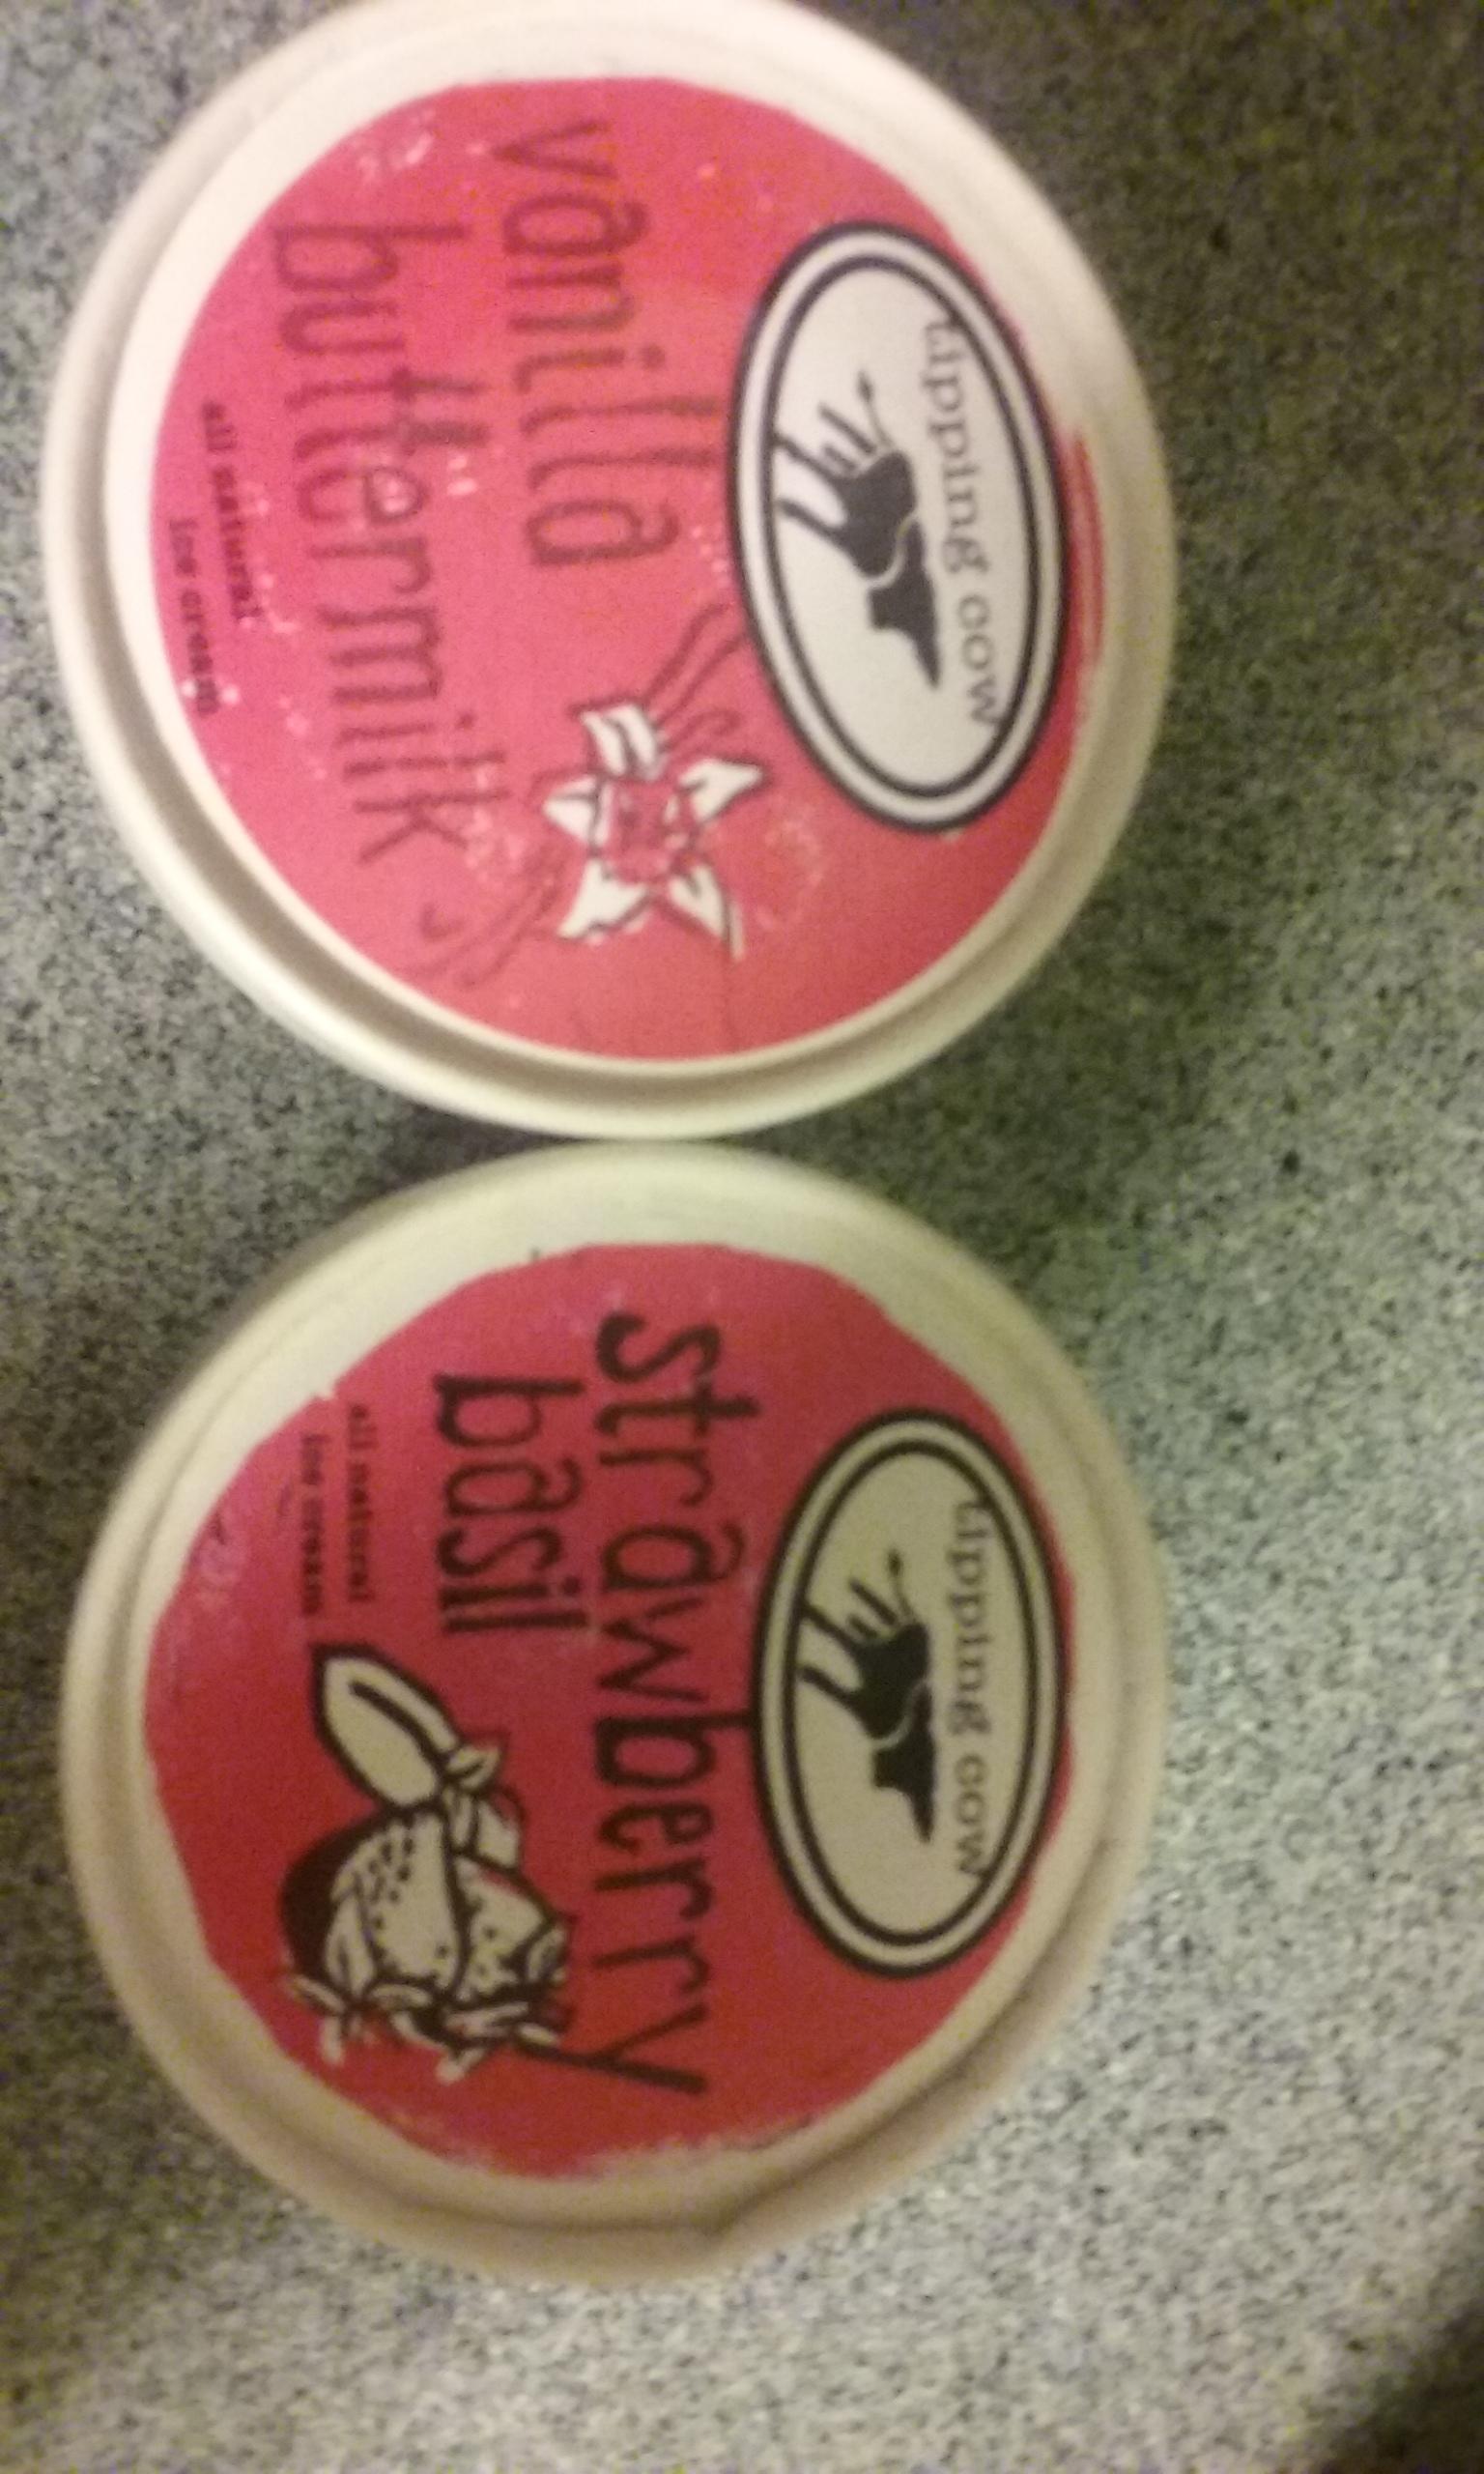 tipping cow
vanilla
buttermilk
all natural
ice cream
tipping cow
strawberry
basil
all natural
ice cream